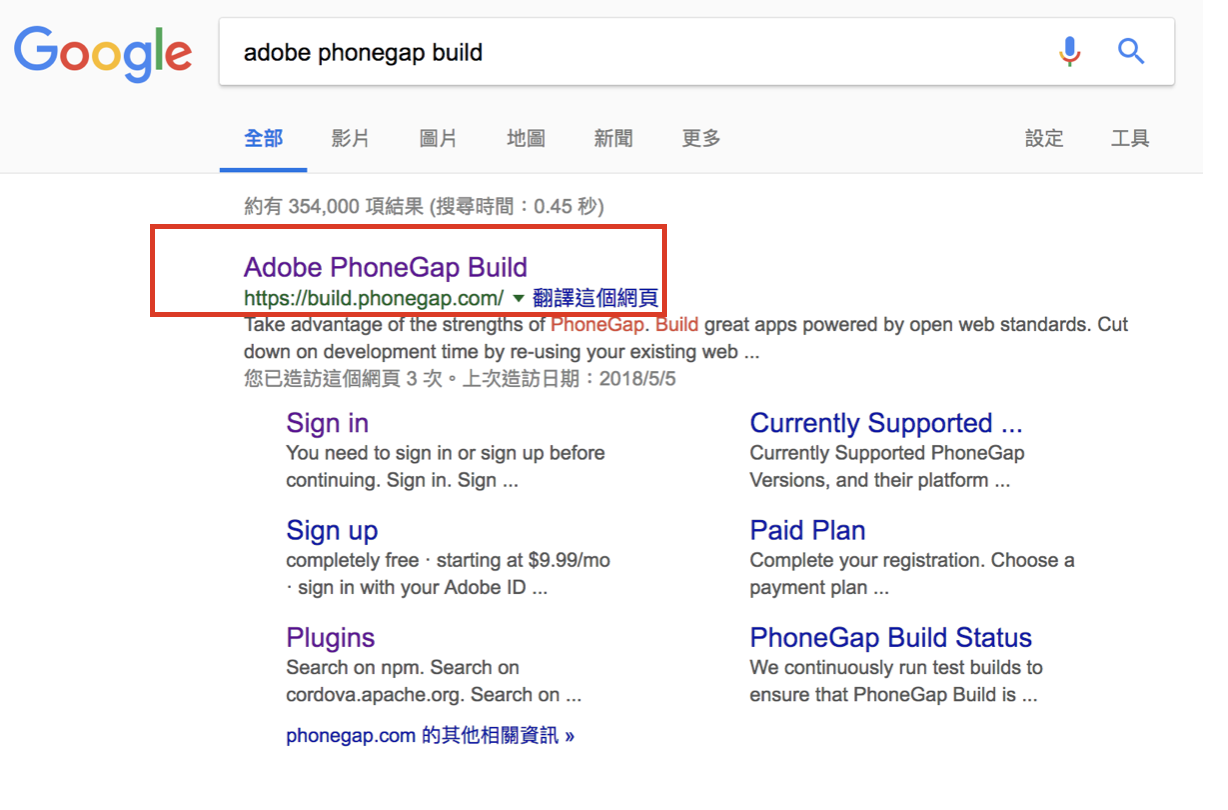 Google
adobe phonegap build
全部 影片 圖片 地圖 新聞 更多 設定 工具
約有 354,000 項結果 (搜尋時間：0.45 秒)
Adobe PhoneGap Build
https://build.phonegap.com/ 翻譯這個網頁
Take advantage of the strengths of PhoneGap. Build great apps powered by open web standards. Cut
down on development time by re-using your existing web ...
您已造訪這個網頁 3 次。上次造訪日期：2018/5/5
Sign in
You need to sign in or sign up before
continuing. Sign in. Sign ...
Currently Supported ...
Currently Supported PhoneGap
Versions, and their platform ...
Sign up
completely free · starting at $9.99/mo
· sign in with your Adobe ID ...
Paid Plan
Complete your registration. Choose a
payment plan ...
Plugins
Search on npm. Search on
cordova.apache.org. Search on ...
PhoneGap Build Status
We continuously run test builds to
ensure that PhoneGap Build is ...
phonegap.com 的其他相關資訊 »